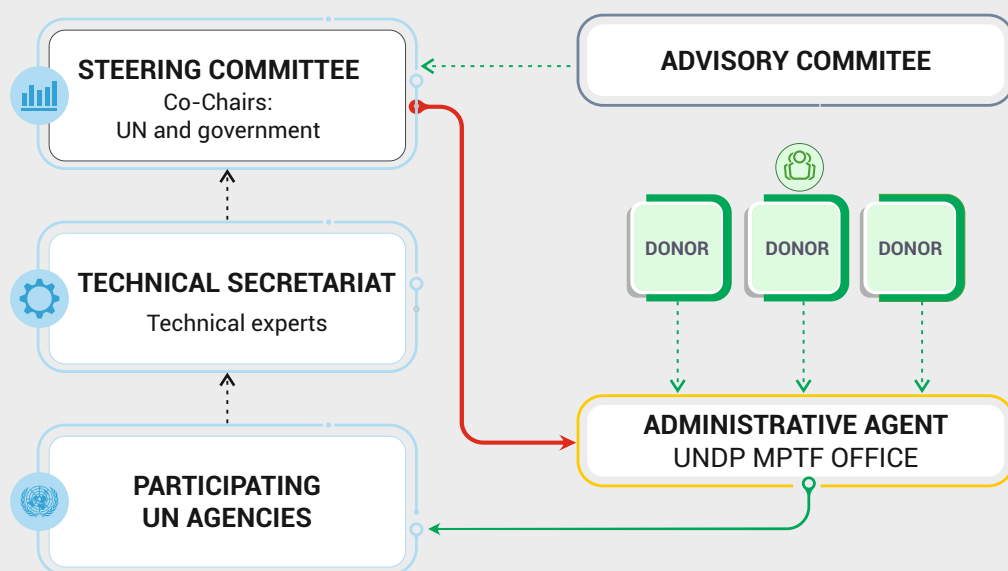 STEERING COMMITTEE
Co-Chairs:
UN and government
ADVISORY COMMITEE
DONOR
DONOR
DONOR
TECHNICAL SECRETARIAT
Technical experts
ADMINISTRATIVE AGENT
UNDP MPTF OFFICE
PARTICIPATING
UN AGENCIES